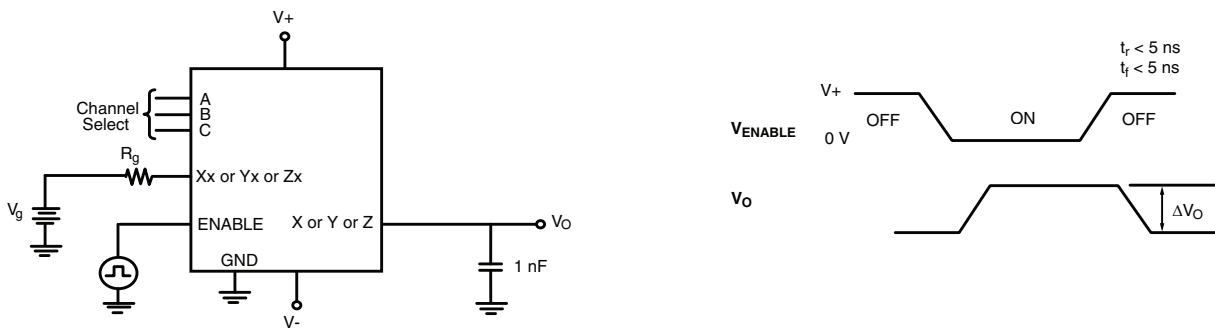 V+
A
B
C
Channel
Select
Rg
Xx or Yx or Zx
Vg
ENABLE
X or Y or Z
VO
GND
1 nF
V-
tr < 5 ns
tf < 5 ns
V+
OFF
ON
OFF
VENABLE
0 V
VO
ΔVO